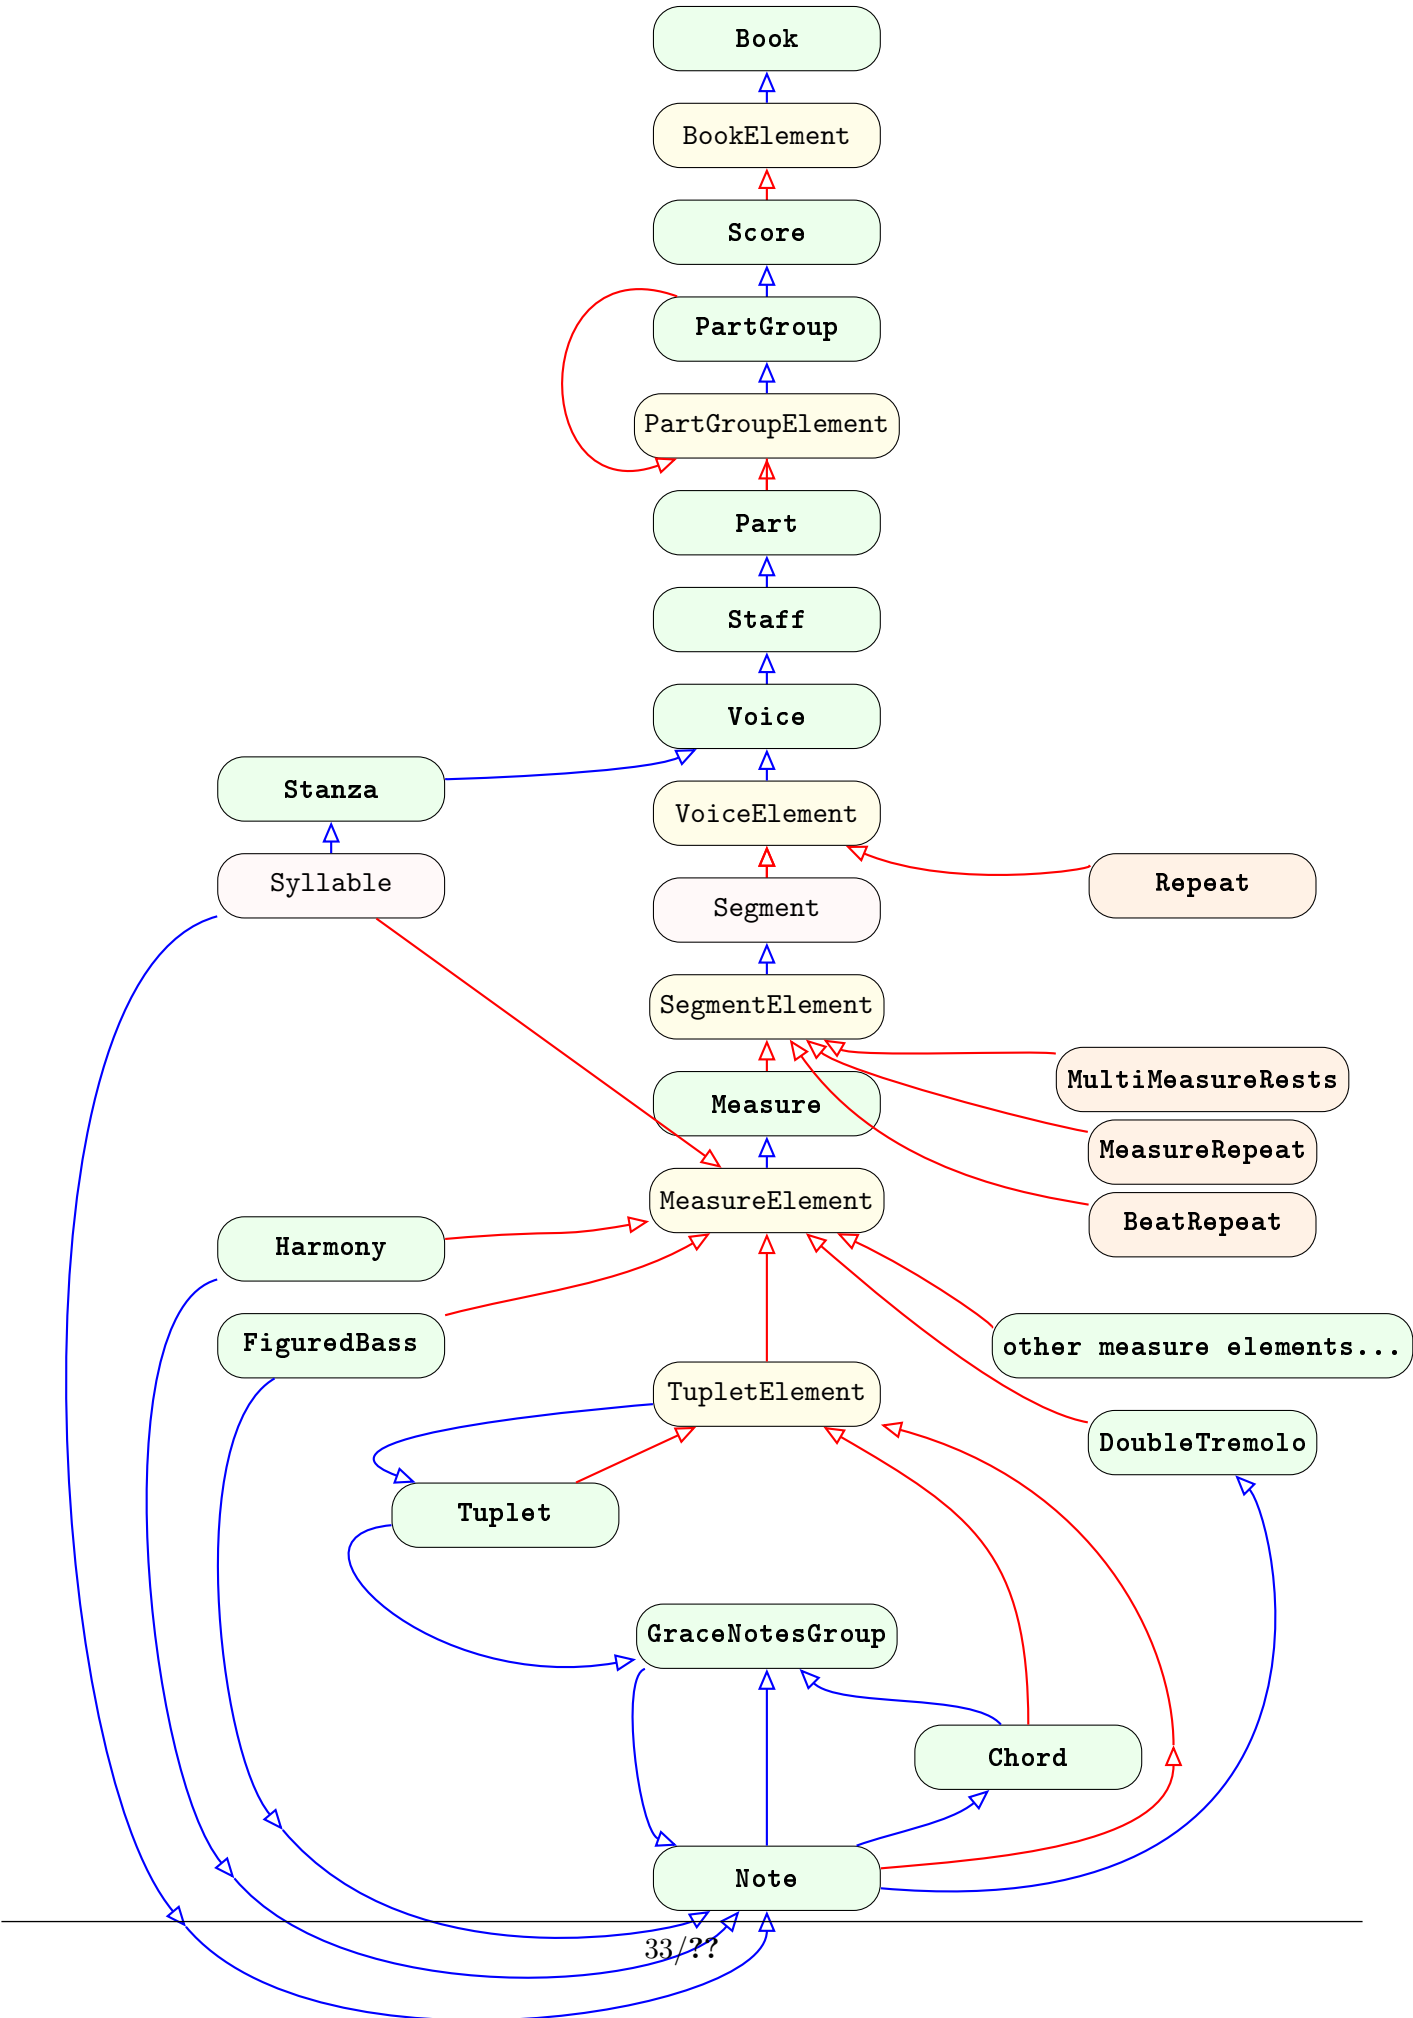 Book
BookElement
Score
PartGroup
PartGroupElement
Part
Staff
Voice
Stanza
VoiceElement
Syllable
Repeat
Segment
SegmentElement
MultiMeasureRests
Measure
MeasureRepeat
MeasureElement
BeatRepeat
Harmony
FiguredBass
other measure elements...
TupletElement
DoubleTremolo
Tuplet
GraceNotesGroup
Chord
Note
33/??